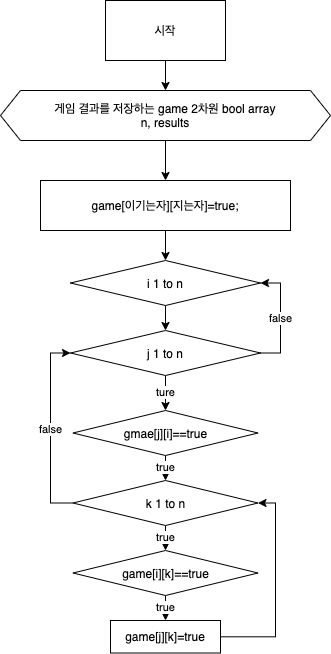 시작
게임 결과를 저장하는 game 2차원 bool array
n, results
game[이기는자][지는자]=true;
i 1 to n
false
j 1 to n
ture
false
gmae[j][i]==true
true
k 1 to n
true
game[i][k]==true
true
game[j][k]=true